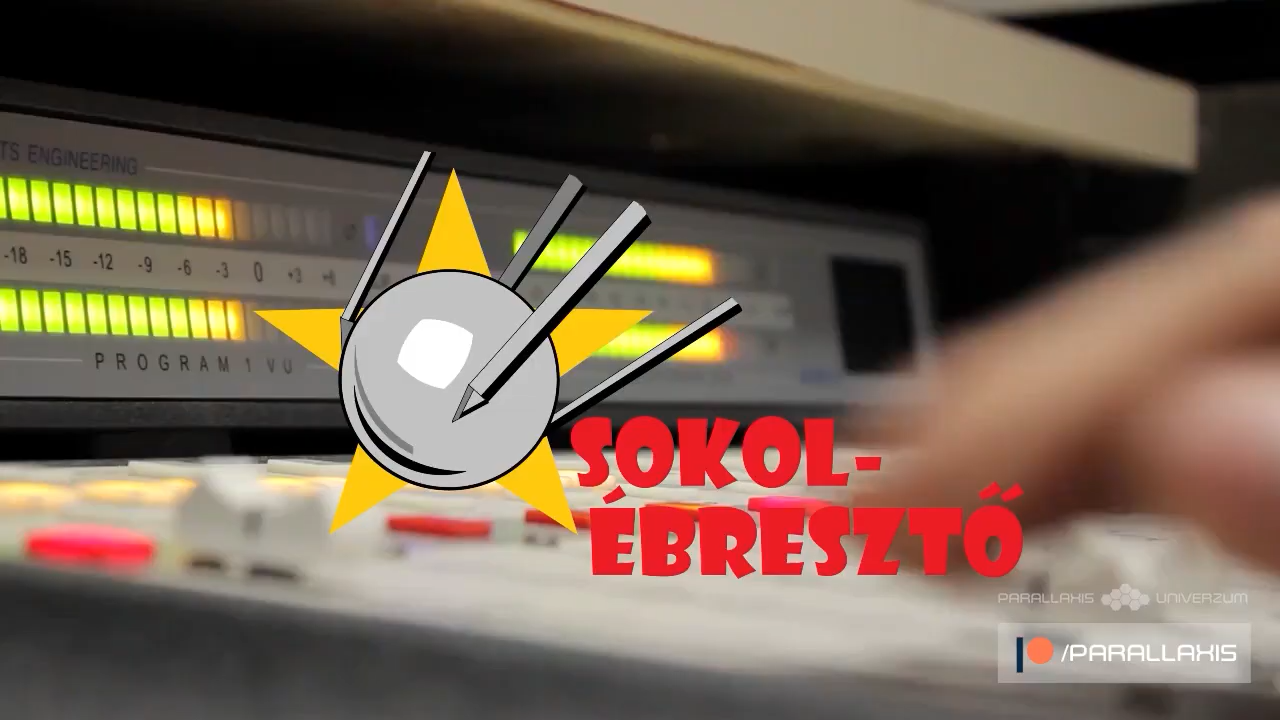 TS ENGINEERING
-18 -15 -12 -9 -6 -3 0 +3 +6
PROGRAM 1 VU
SOKOL-
ÉBRESZTŐ
PARALLAXIS UNIVERZUM
/PARALLAXIS